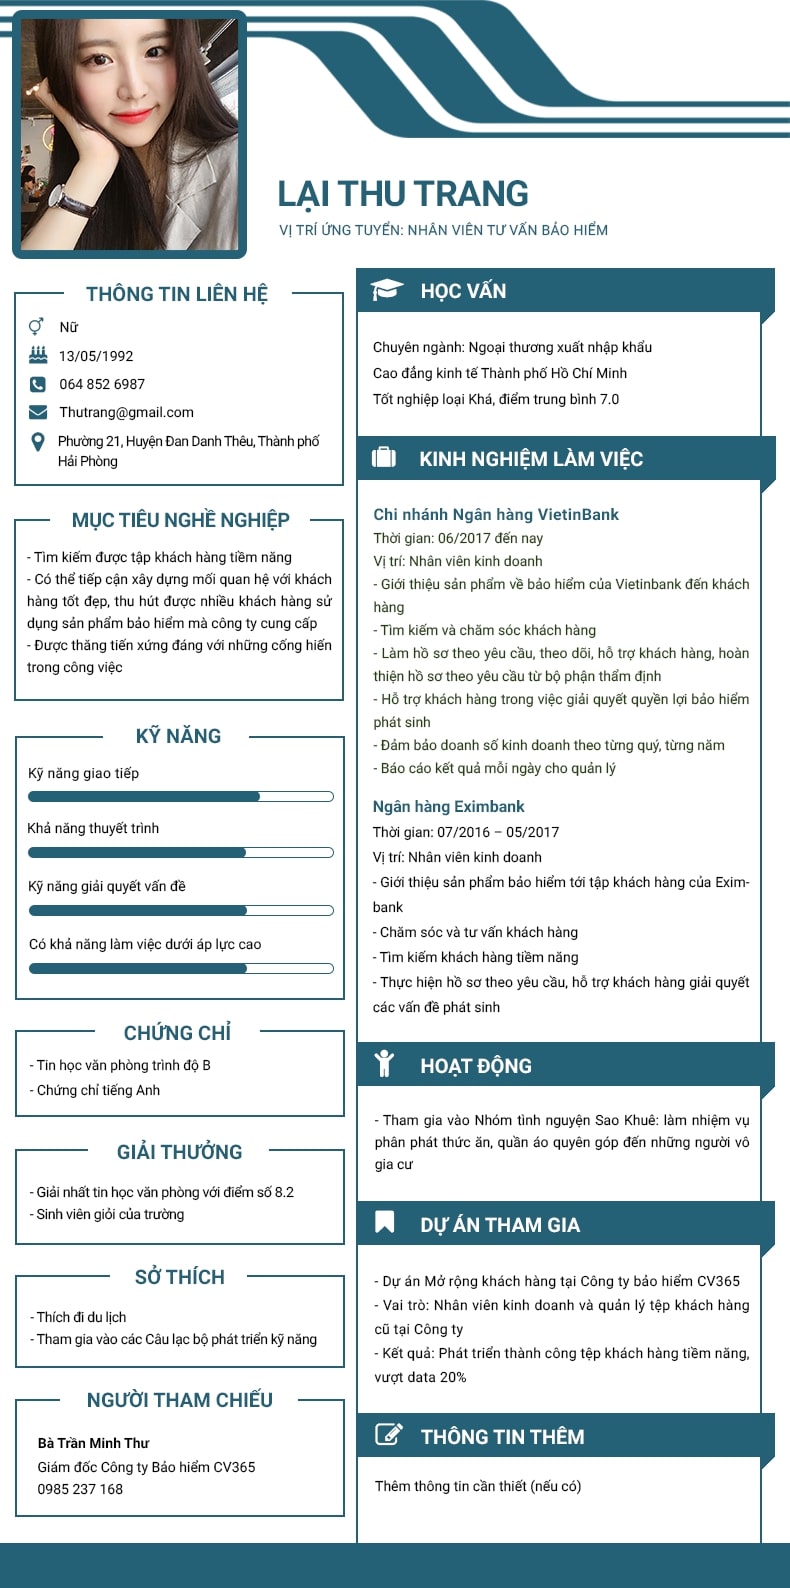 LẠI THU TRANG
VỊ TRÍ ỨNG TUYỂN: NHÂN VIÊN TƯ VẤN BẢO HIỂM
THÔNG TIN LIÊN HỆ
Nữ
13/05/1992
064 852 6987
Thutrang@gmail.com
Phường 21, Huyện Đan Danh Thêu, Thành phố
Hải Phòng
MỤC TIÊU NGHỀ NGHIỆP
- Tìm kiếm được tập khách hàng tiềm năng
- Có thể tiếp cận xây dựng mối quan hệ với khách
hàng tốt đẹp, thu hút được nhiều khách hàng sử
dụng sản phẩm bảo hiểm mà công ty cung cấp
- Được thăng tiến xứng đáng với những cống hiến
trong công việc
KỸ NĂNG
Kỹ năng giao tiếp
Khả năng thuyết trình
Kỹ năng giải quyết vấn đề
Có khả năng làm việc dưới áp lực cao
CHỨNG CHỈ
- Tin học văn phòng trình độ B
- Chứng chỉ tiếng Anh
GIẢI THƯỞNG
- Giải nhất tin học văn phòng với điểm số 8.2
- Sinh viên giỏi của trường
SỞ THÍCH
- Thích đi du lịch
- Tham gia vào các Câu lạc bộ phát triển kỹ năng
NGƯỜI THAM CHIẾU
Bà Trần Minh Thư
Giám đốc Công ty Bảo hiểm CV365
0985 237 168
HỌC VẤN
Chuyên ngành: Ngoại thương xuất nhập khẩu
Cao đẳng kinh tế Thành phố Hồ Chí Minh
Tốt nghiệp loại Khá, điểm trung bình 7.0
KINH NGHIỆM LÀM VIỆC
Chi nhánh Ngân hàng VietinBank
Thời gian: 06/2017 đến nay
Vị trí: Nhân viên kinh doanh
- Giới thiệu sản phẩm về bảo hiểm của Vietinbank đến khách
hàng
- Tìm kiếm và chăm sóc khách hàng
- Làm hồ sơ theo yêu cầu, theo dõi, hỗ trợ khách hàng, hoàn
thiện hồ sơ theo yêu cầu từ bộ phận thẩm định
- Hỗ trợ khách hàng trong việc giải quyết quyền lợi bảo hiểm
phát sinh
- Đảm bảo doanh số kinh doanh theo từng quý, từng năm
- Báo cáo kết quả mỗi ngày cho quản lý
Ngân hàng Eximbank
Thời gian: 07/2016 – 05/2017
Vị trí: Nhân viên kinh doanh
- Giới thiệu sản phẩm bảo hiểm tới tập khách hàng của Exim-
bank
- Chăm sóc và tư vấn khách hàng
- Tìm kiếm khách hàng tiềm năng
- Thực hiện hồ sơ theo yêu cầu, hỗ trợ khách hàng giải quyết
các vấn đề phát sinh
HOẠT ĐỘNG
- Tham gia vào Nhóm tình nguyện Sao Khuê: làm nhiệm vụ
phân phát thức ăn, quần áo quyên góp đến những người vô
gia cư
DỰ ÁN THAM GIA
- Dự án Mở rộng khách hàng tại Công ty bảo hiểm CV365
- Vai trò: Nhân viên kinh doanh và quản lý tệp khách hàng
cũ tại Công ty
- Kết quả: Phát triển thành công tệp khách hàng tiềm năng,
vượt data 20%
THÔNG TIN THÊM
Thêm thông tin cần thiết (nếu có)